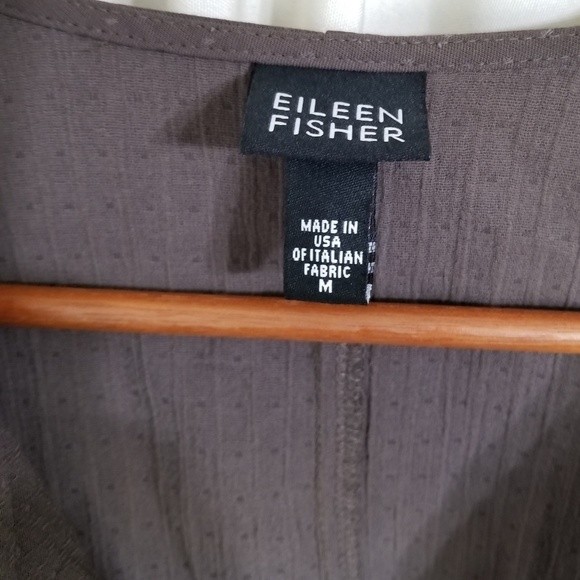 EILEEN
FISHER
MADE IN
USA
OF ITALIAN
FABRIC
M